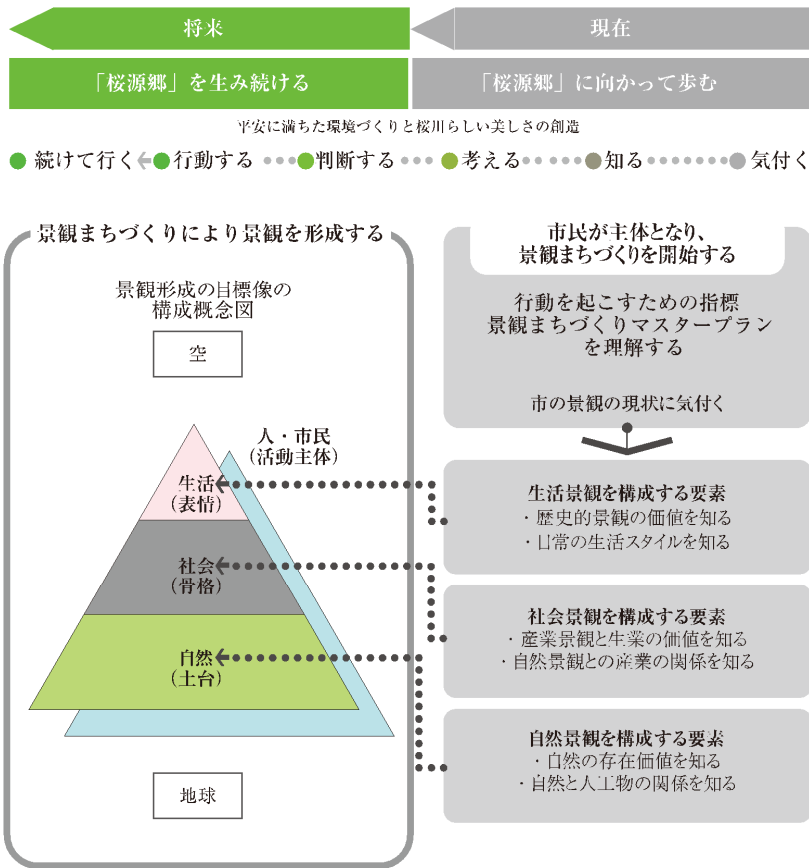 将来
現在
「桜源郷」を生み続ける
「桜源郷」に向かって歩む
平安に満ちた環境づくりと桜川らしい美しさの創造
続けて行く
行動する
判断する
考える
知る
気付く
景観まちづくりにより景観を形成する
景観形成の目標像の
構成概念図
空
人・市民
(活動主体)
生活
(表情)
社会
(骨格)
自然
(土台)
地球
市民が主体となり、
景観まちづくりを開始する
行動を起こすための指標
景観まちづくりマスタープラン
を理解する
市の景観の現状に気付く
生活景観を構成する要素
・歴史的景観の価値を知る
・日常の生活スタイルを知る
社会景観を構成する要素
・産業景観と生業の価値を知る
・自然景観との産業の関係を知る
自然景観を構成する要素
・自然の存在価値を知る
・自然と人工物の関係を知る